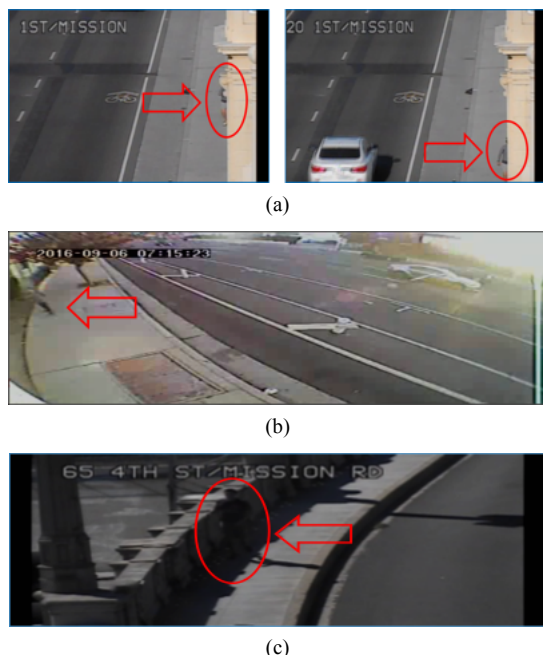 1ST/MISSION
20 1ST/MISSION
(a)
2016-09-06 07:15:23
(b)
65 4TH ST/MISSION RD
(c)